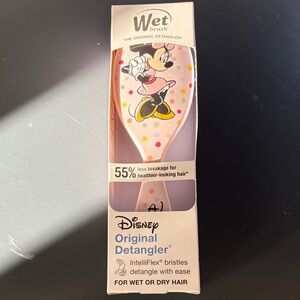 Wet
brush
THE ORIGINAL DETANGLER
55% less breakage for
healthier-looking hair*
Disney
Original
Detangler®
IntelliFlex® bristles
detangle with ease
FOR WET OR DRY HAIR